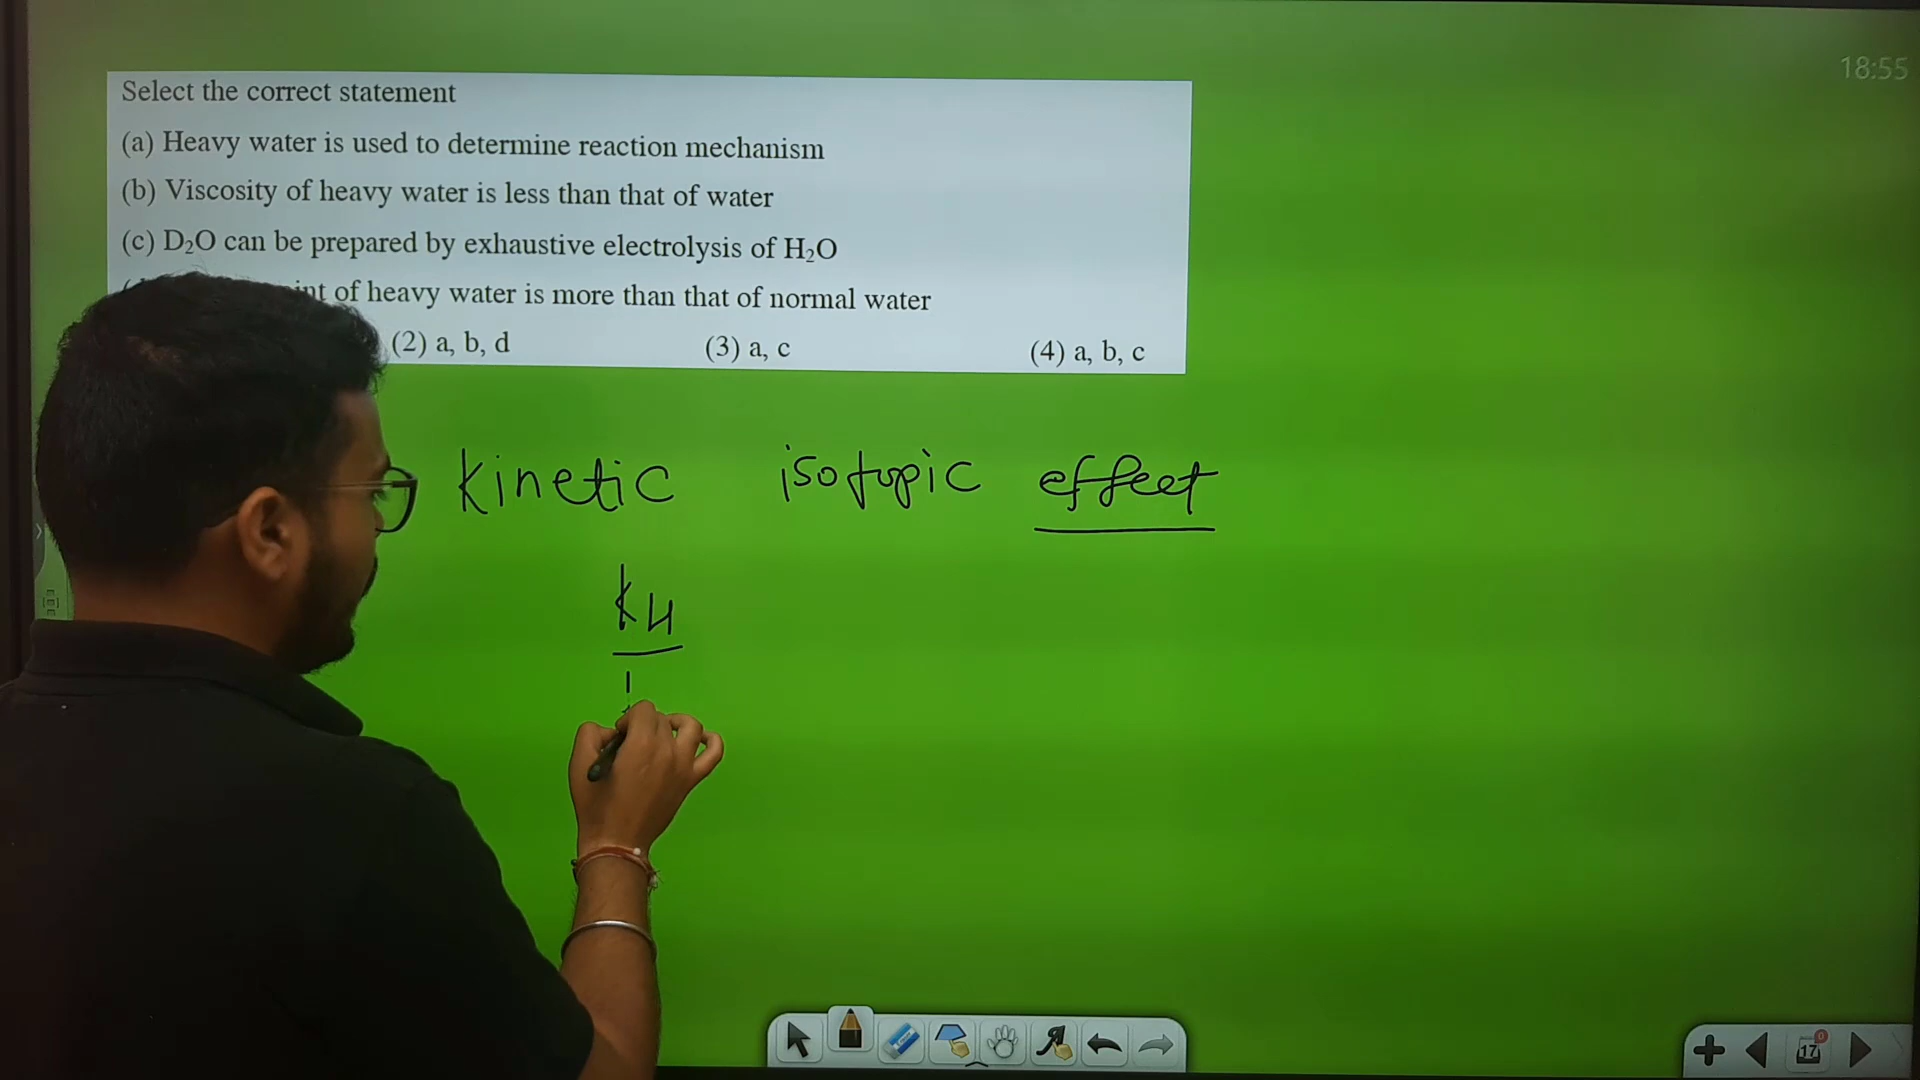 18:55
Select the correct statement
(a) Heavy water is used to determine reaction mechanism
(b) Viscosity of heavy water is less than that of water
(c) D₂O can be prepared by exhaustive electrolysis of H₂O
of heavy water is more than that of normal water
(2) a, b, d (3) a, c (4) a, b, c
Kinetic isotopic effect
KH
17